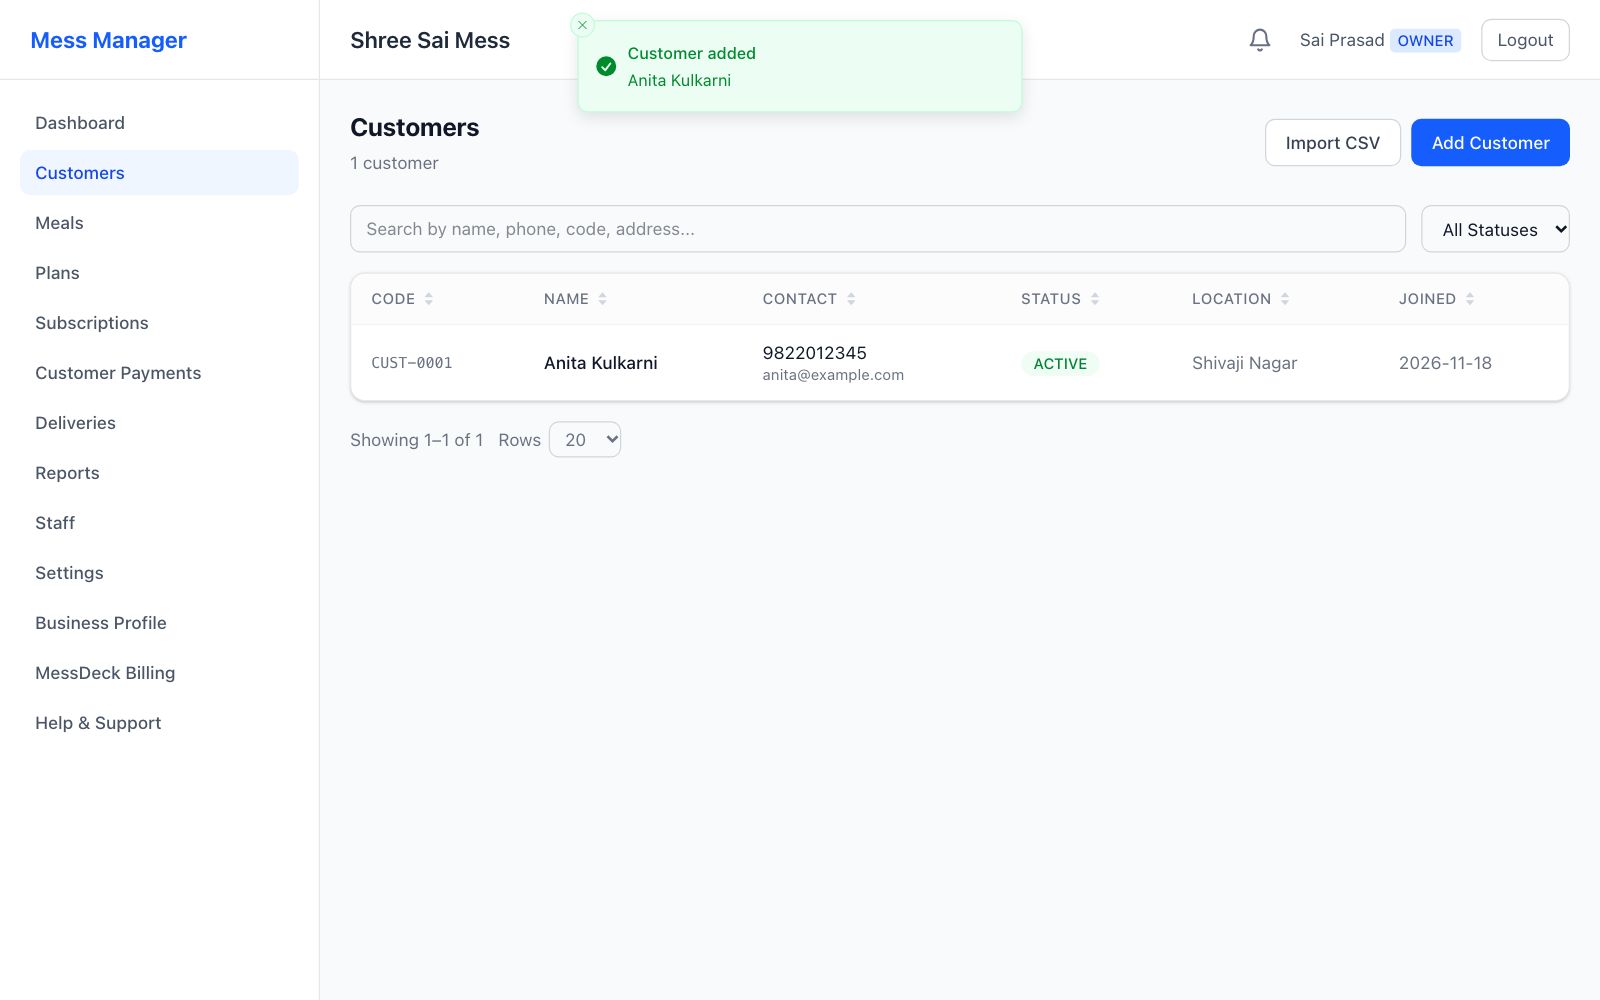 Mess Manager
Shree Sai Mess
Customer added
Anita Kulkarni
Sai Prasad OWNER
Logout
Dashboard
Customers
Meals
Plans
Subscriptions
Customer Payments
Deliveries
Reports
Staff
Settings
Business Profile
MessDeck Billing
Help & Support
Customers
1 customer
Import CSV
Add Customer
Search by name, phone, code, address...
All Statuses
CODE NAME CONTACT STATUS LOCATION JOINED
CUST-0001 Anita Kulkarni 9822012345 ACTIVE Shivaji Nagar 2026-11-18
anita@example.com
Showing 1–1 of 1 Rows 20